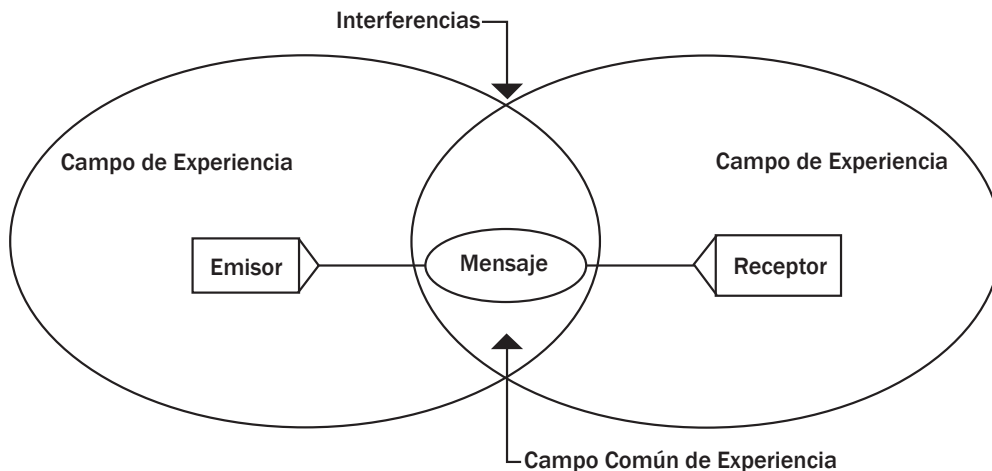 Interferencias
Campo de Experiencia
Campo de Experiencia
Emisor
Mensaje
Receptor
Campo Común de Experiencia